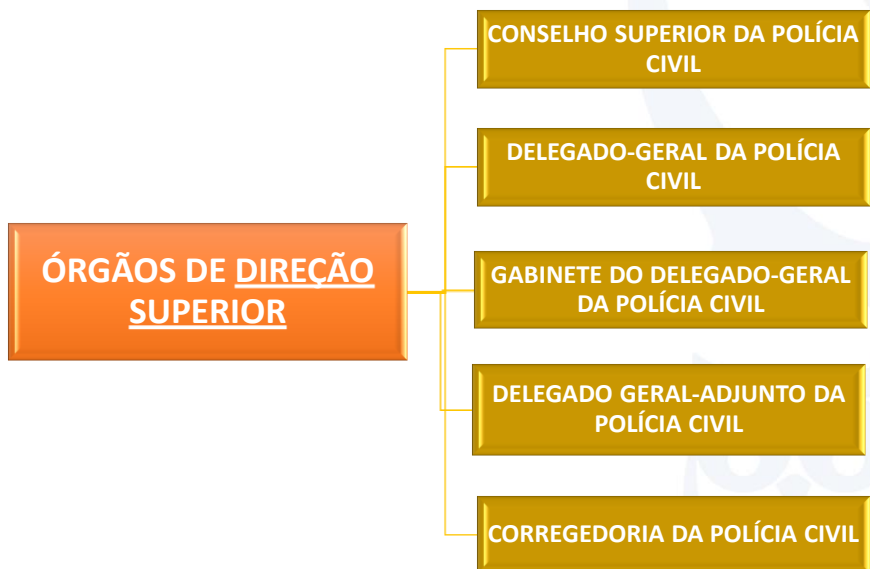 CONSELHO SUPERIOR DA POLÍCIA
CIVIL
DELEGADO-GERAL DA POLÍCIA
CIVIL
ÓRGÃOS DE DIREÇÃO
SUPERIOR
GABINETE DO DELEGADO-GERAL
DA POLÍCIA CIVIL
DELEGADO GERAL-ADJUNTO DA
POLÍCIA CIVIL
CORREGEDORIA DA POLÍCIA CIVIL